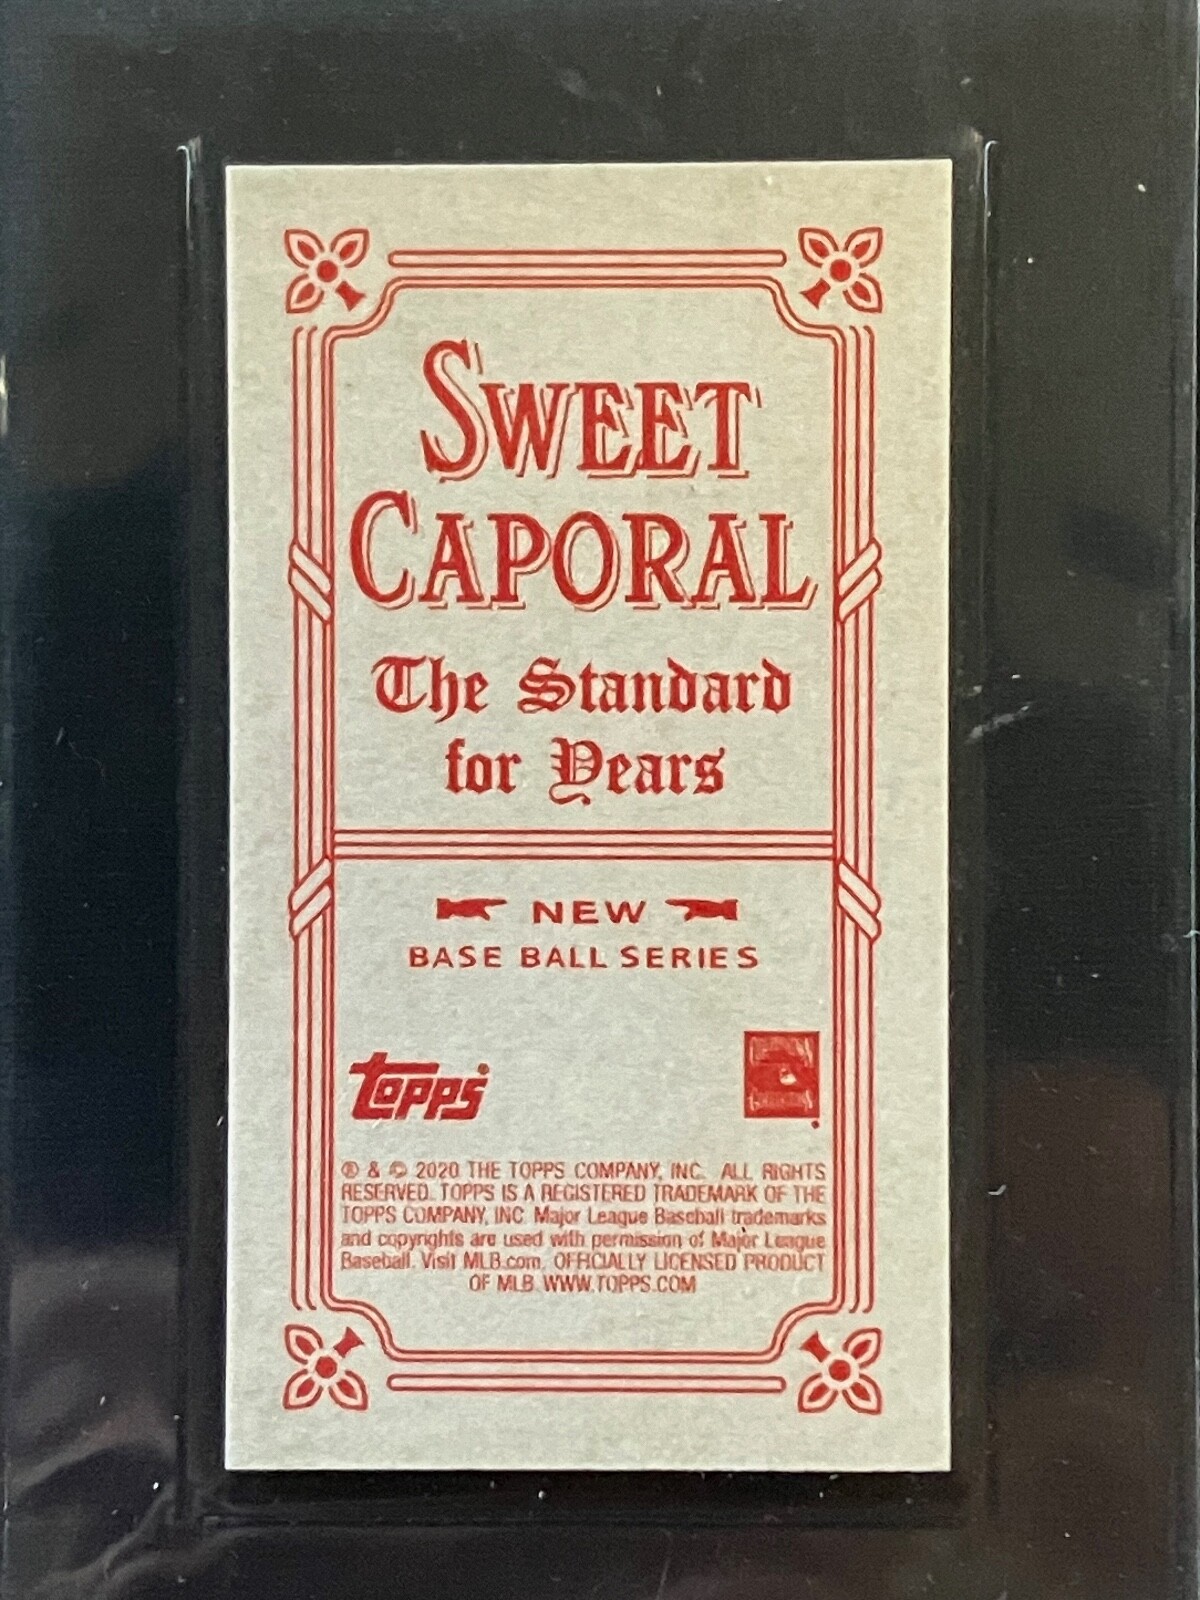 SWEET
CAPORAL
The Standard
for Years
NEW
BASE BALL SERIES
topps
® & © 2020 THE TOPPS COMPANY, INC. ALL RIGHTS
RESERVED. TOPPS IS A REGISTERED TRADEMARK OF THE
TOPPS COMPANY, INC. Major League Baseball trademarks
and copyrights are used with permission of Major League
Baseball. Visit MLB.com. OFFICIALLY LICENSED PRODUCT
OF MLB. WWW.TOPPS.COM